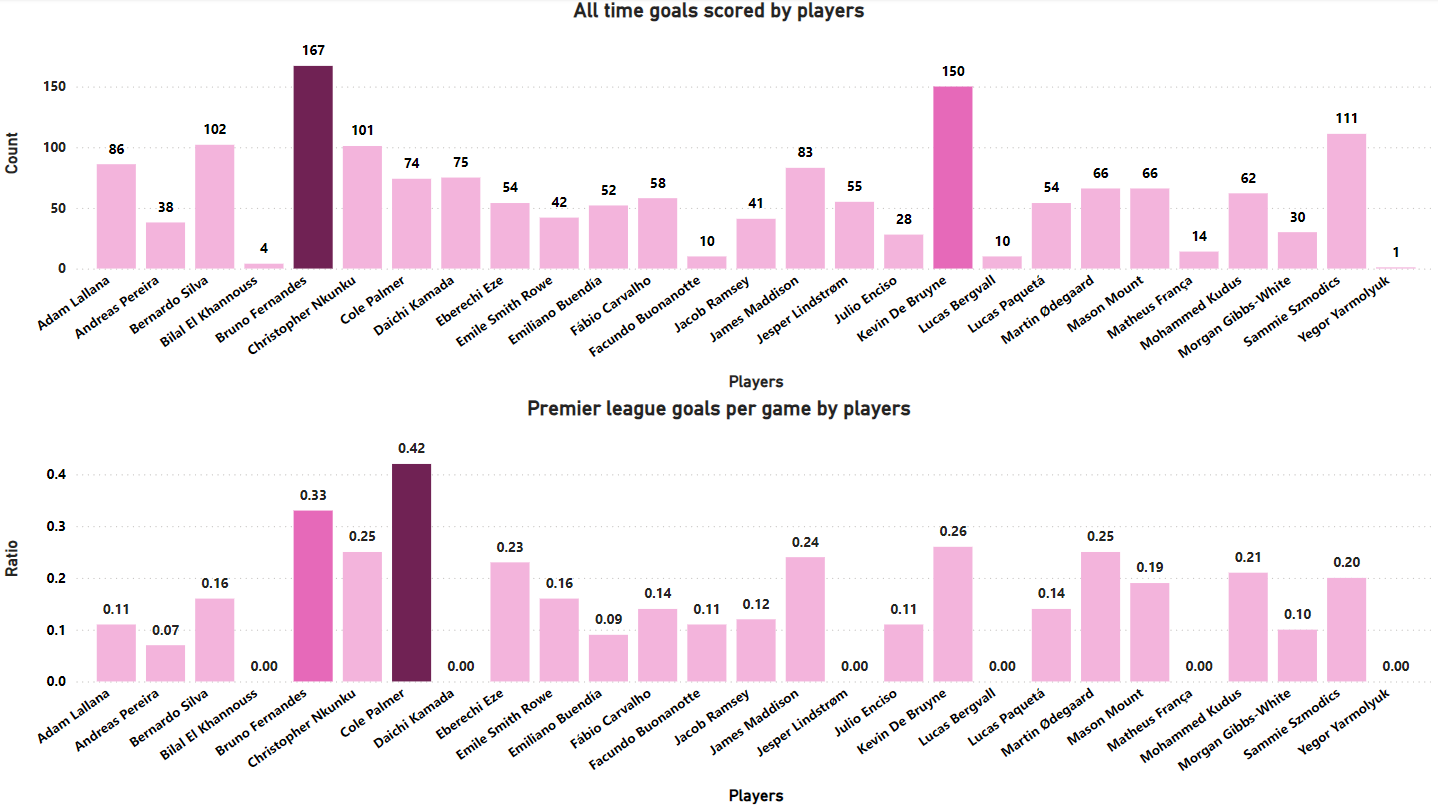 All time goals scored by players
167
150
150
111
102
101
100
86
83
74
75
66
66
62
54
52
58
55
54
50
42
41
38
28
30
10
10
14
4
1
0
Count
Adam Lallana
Andreas Pereira
Bernardo Silva
Bilal El Khannouss
Bruno Fernandes
Christopher Nkunku
Cole Palmer
Daichi Kamada
Eberechi Eze
Emile Smith Rowe
Emiliano Buendía
Fábio Carvalho
Facundo Buonanotte
Jacob Ramsey
James Maddison
Jesper Lindstrøm
Julio Enciso
Kevin De Bruyne
Lucas Bergvall
Lucas Paquetá
Martin Ødegaard
Mason Mount
Matheus França
Mohammed Kudus
Morgan Gibbs-White
Sammie Szmodics
Yegor Yarmolyuk
Players
Premier league goals per game by players
0.42
0.4
0.33
0.3
0.25
0.23
0.24
0.26
0.25
0.21
0.20
0.2
0.19
0.16
0.16
0.14
0.14
0.11
0.11
0.12
0.11
0.10
0.1
0.09
0.07
0.00
0.00
0.00
0.00
0.00
0.00
0.0
Ratio
Adam Lallana
Andreas Pereira
Bernardo Silva
Bilal El Khannouss
Bruno Fernandes
Christopher Nkunku
Cole Palmer
Daichi Kamada
Eberechi Eze
Emile Smith Rowe
Emiliano Buendía
Fábio Carvalho
Facundo Buonanotte
Jacob Ramsey
James Maddison
Jesper Lindstrøm
Julio Enciso
Kevin De Bruyne
Lucas Bergvall
Lucas Paquetá
Martin Ødegaard
Mason Mount
Matheus França
Mohammed Kudus
Morgan Gibbs-White
Sammie Szmodics
Yegor Yarmolyuk
Players